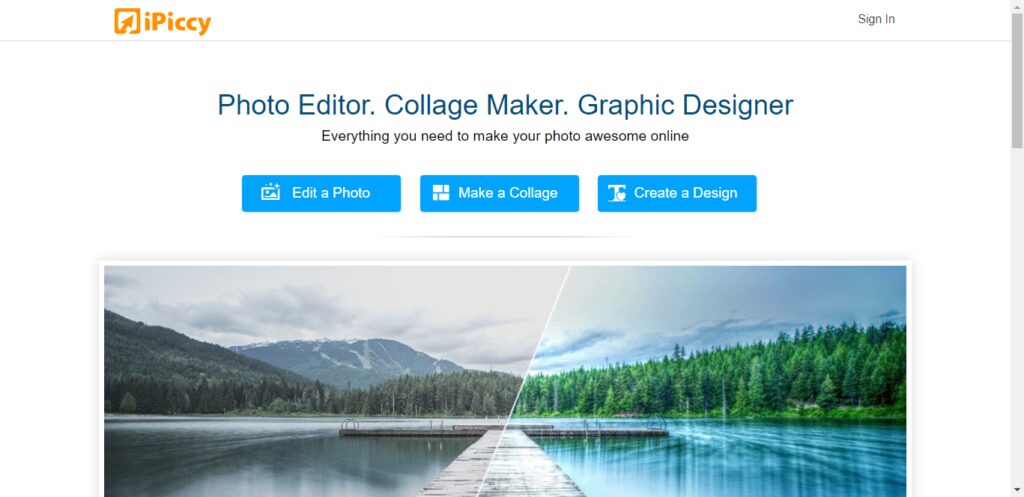 iPiccy
Sign In
Photo Editor. Collage Maker. Graphic Designer
Everything you need to make your photo awesome online
Edit a Photo
Make a Collage
Create a Design